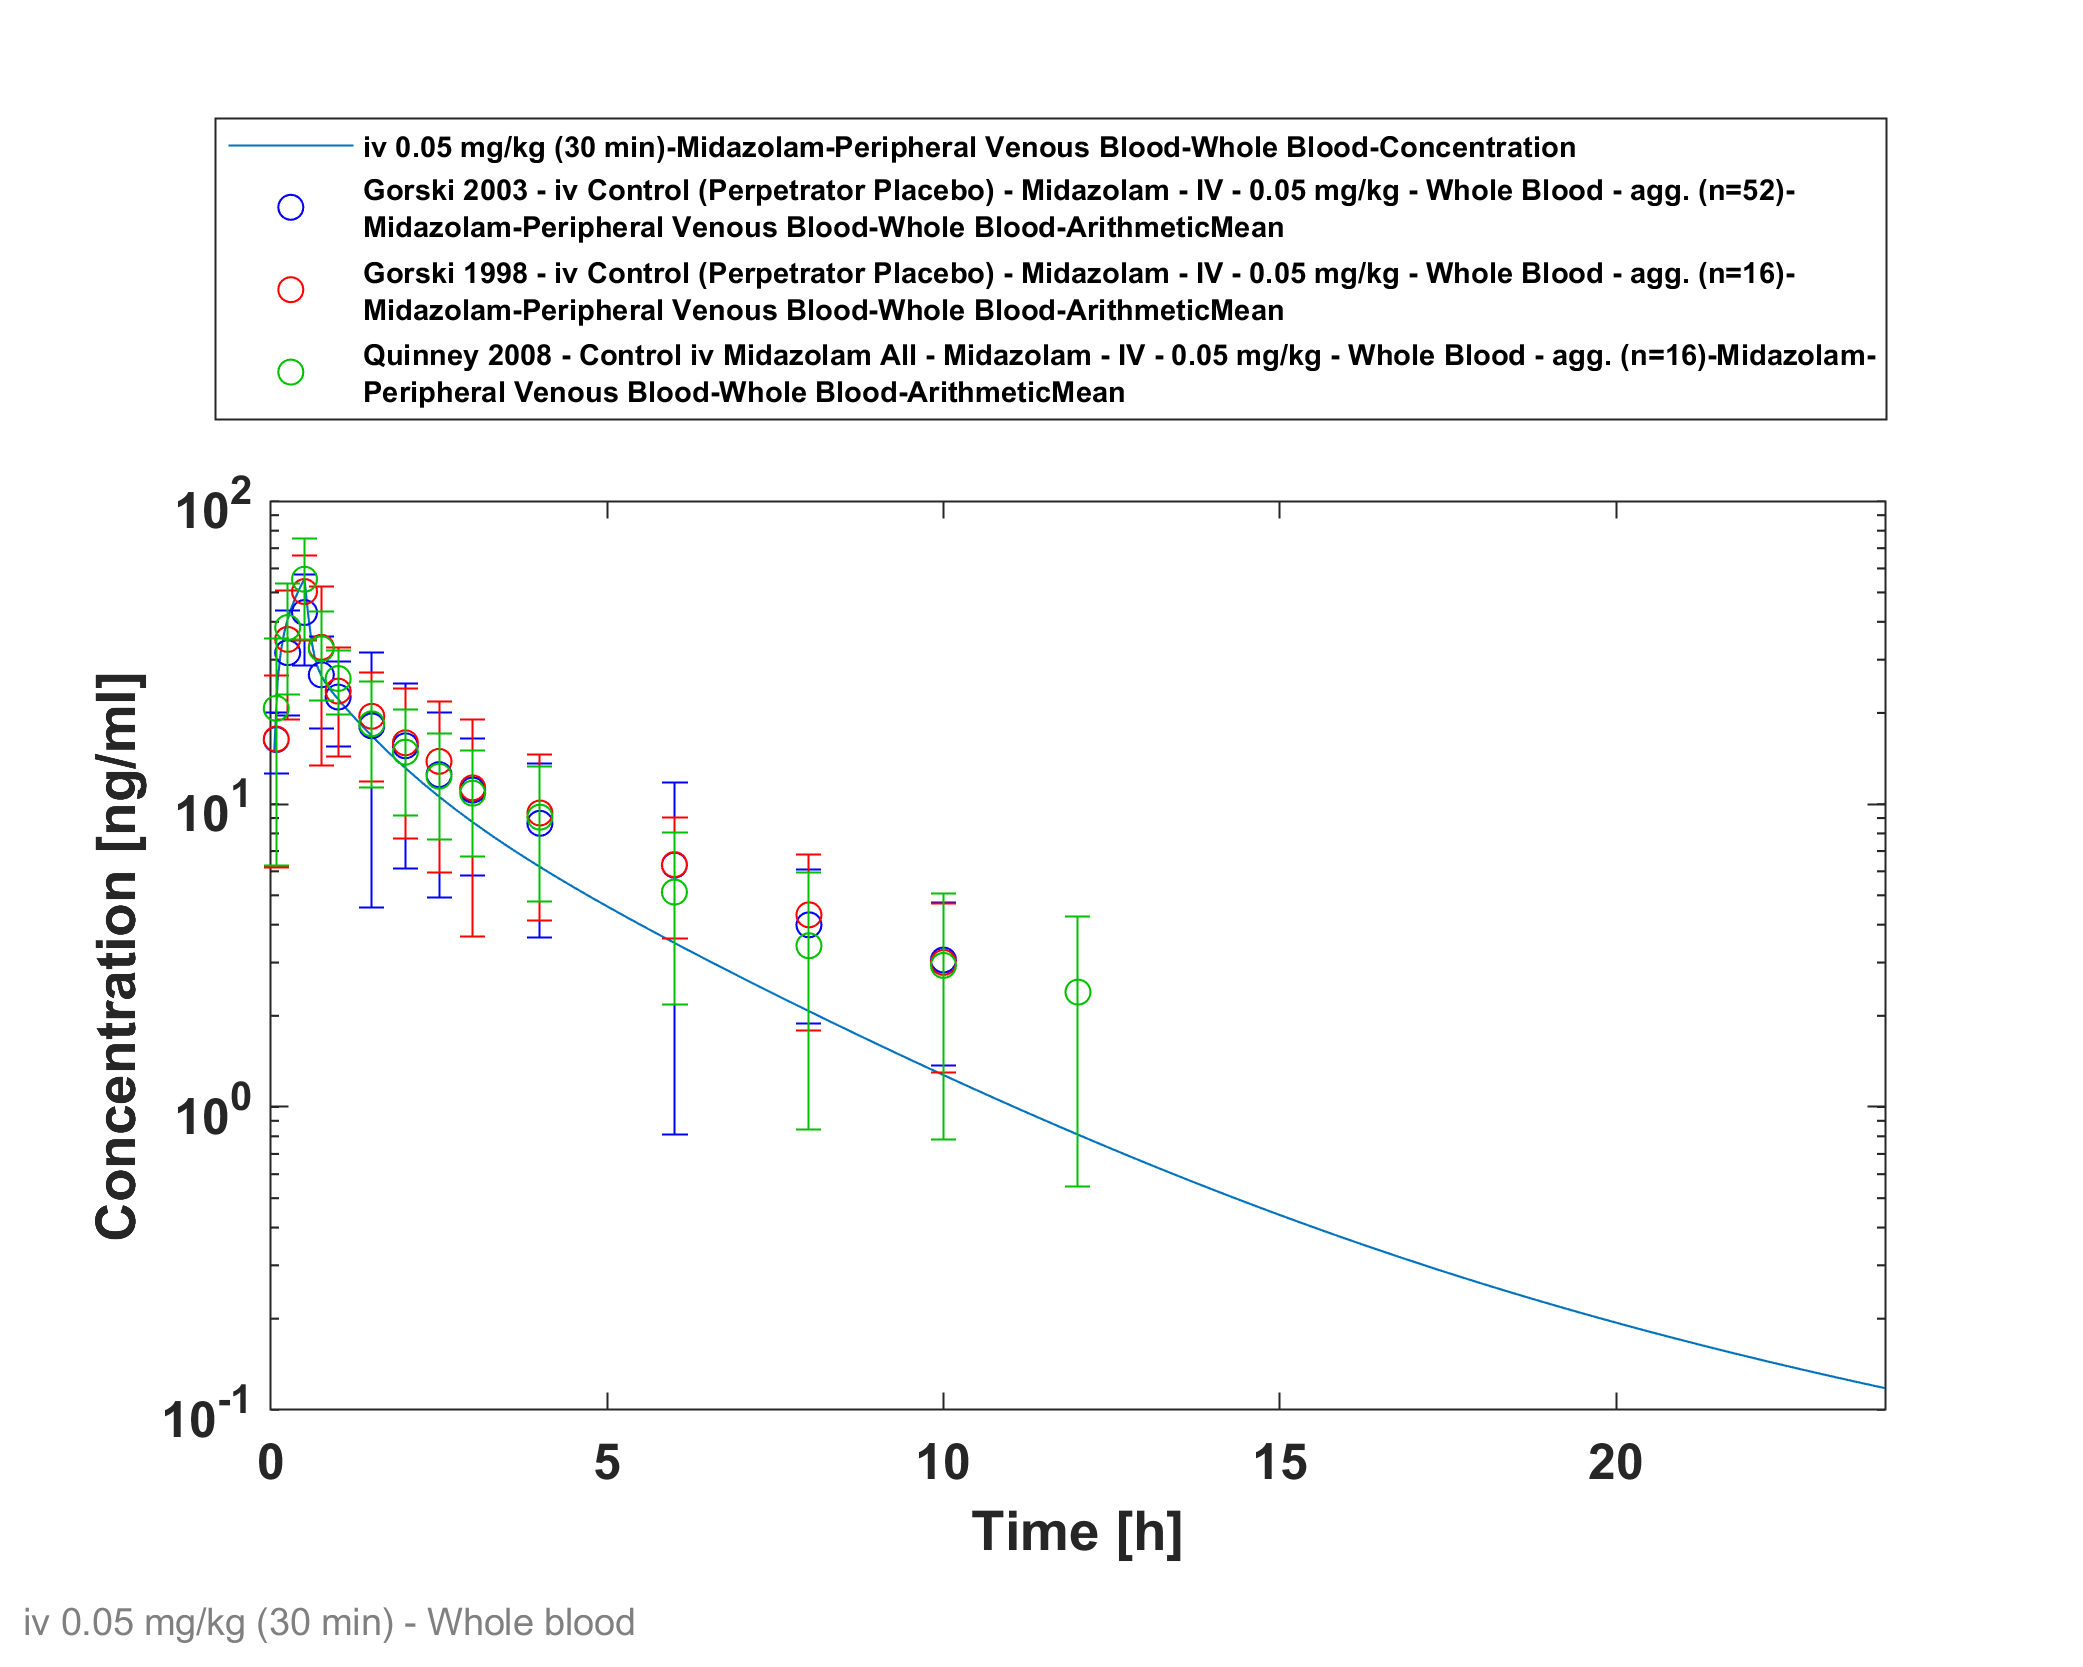 iv 0.05 mg/kg (30 min)-Midazolam-Peripheral Venous Blood-Whole Blood-Concentration
Gorski 2003 - iv Control (Perpetrator Placebo) - Midazolam - IV - 0.05 mg/kg - Whole Blood - agg. (n=52)-
Midazolam-Peripheral Venous Blood-Whole Blood-ArithmeticMean
Gorski 1998 - iv Control (Perpetrator Placebo) - Midazolam - IV - 0.05 mg/kg - Whole Blood - agg. (n=16)-
Midazolam-Peripheral Venous Blood-Whole Blood-ArithmeticMean
Quinney 2008 - Control iv Midazolam All - Midazolam - IV - 0.05 mg/kg - Whole Blood - agg. (n=16)-Midazolam-
Peripheral Venous Blood-Whole Blood-ArithmeticMean
10^2
10^1
10^0
10^-1
Concentration [ng/ml]
0 5 10 15 20
Time [h]
iv 0.05 mg/kg (30 min) - Whole blood